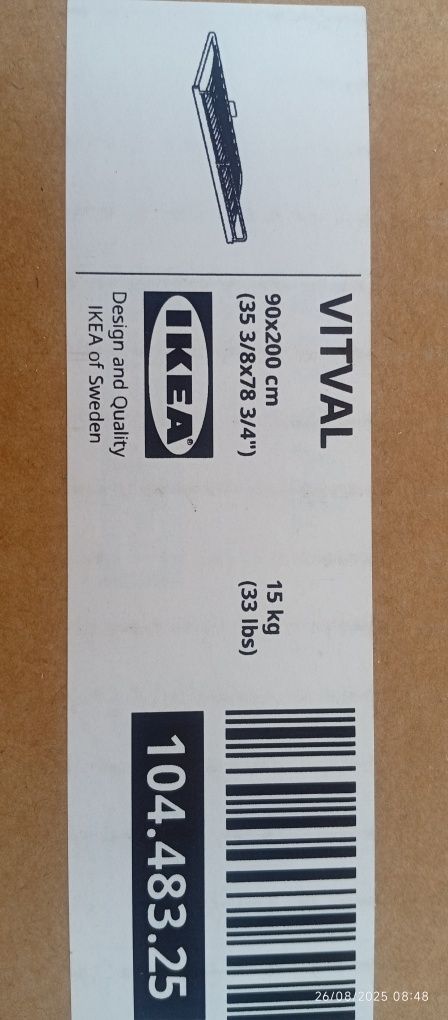 VITVAL
90x200 cm
(35 3/8x78 3/4")
15 kg
(33 lbs)
IKEA®
Design and Quality
IKEA of Sweden
104.483.25
26/08/2025 08:48